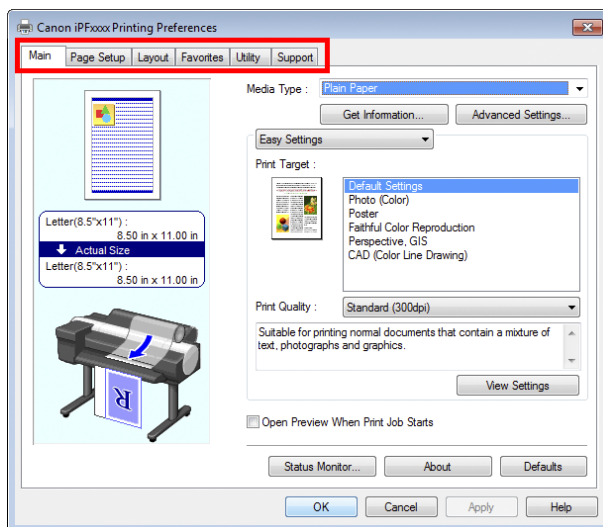 Canon iPFxxxx Printing Preferences
Main Page Setup Layout Favorites Utility Support
Media Type : Plain Paper
Get Information... Advanced Settings...
Easy Settings
Print Target :
Default Settings
Photo (Color)
Poster
Faithful Color Reproduction
Perspective, GIS
CAD (Color Line Drawing)
Letter(8.5"x11") :
8.50 in x 11.00 in
Actual Size
Letter(8.5"x11") :
8.50 in x 11.00 in
R
Print Quality : Standard (300dpi)
Suitable for printing normal documents that contain a mixture of
text, photographs and graphics.
View Settings
Open Preview When Print Job Starts
Status Monitor... About Defaults
OK Cancel Apply Help